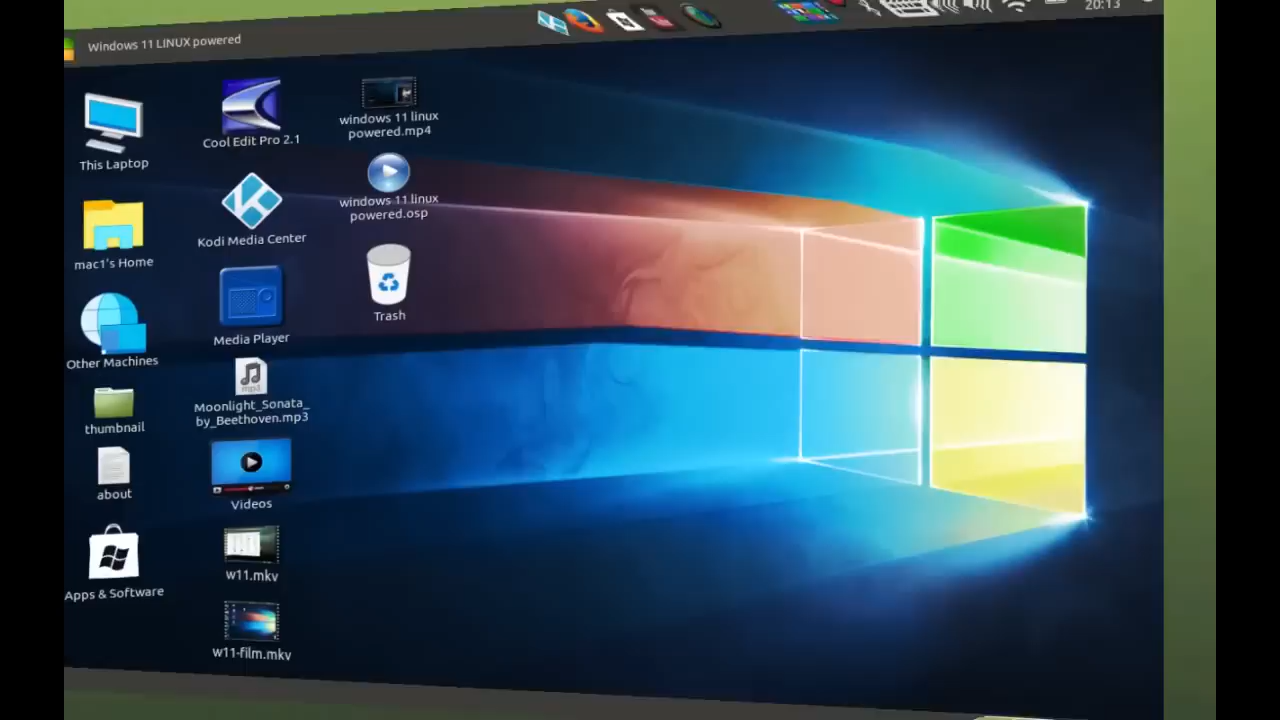 Windows 11 LINUX powered
20:13
This Laptop
mac1's Home
Other Machines
thumbnail
about
Apps & Software
Cool Edit Pro 2.1
Kodi Media Center
Media Player
mp3
Moonlight_Sonata_
by_Beethoven.mp3
Videos
w11.mkv
w11-film.mkv
windows 11 linux
powered.mp4
windows 11 linux
powered.osp
Trash